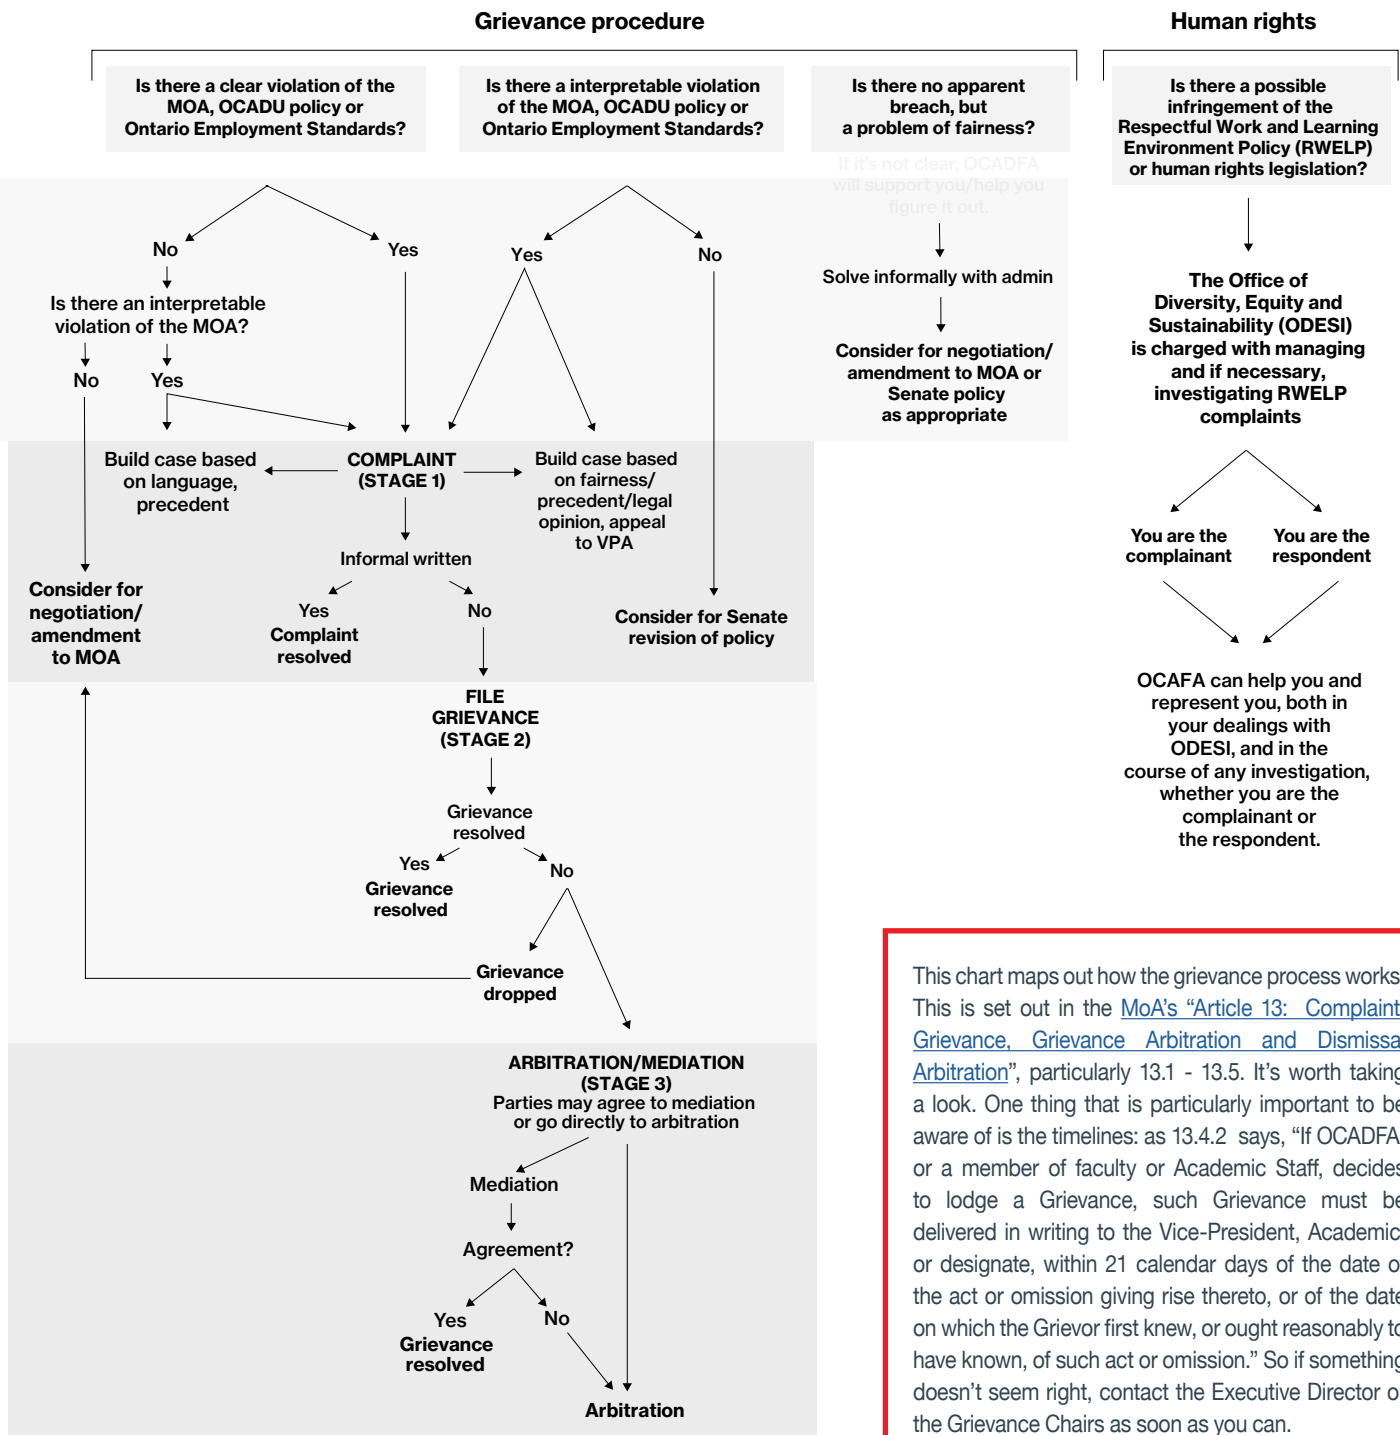 Grievance procedure
Human rights
Is there a clear violation of the
MOA, OCADU policy or
Ontario Employment Standards?
Is there a interpretable violation
of the MOA, OCADU policy or
Ontario Employment Standards?
Is there no apparent
breach, but
a problem of fairness?
If it's not clear, OCADFA
will support you/help you
figure it out.
Is there a possible
infringement of the
Respectful Work and Learning
Environment Policy (RWELP)
or human rights legislation?
No
Yes
Is there an interpretable
violation of the MOA?
No
Yes
Yes
No
Solve informally with admin
Consider for negotiation/
amendment to MOA or
Senate policy
as appropriate
The Office of
Diversity, Equity and
Sustainability (ODESI)
is charged with managing
and if necessary,
investigating RWELP
complaints
Build case based
on language,
precedent
COMPLAINT
(STAGE 1)
Build case based
on fairness/
precedent/legal
opinion, appeal
to VPA
Informal written
Consider for
negotiation/
amendment
to MOA
Yes
Complaint
resolved
No
Consider for Senate
revision of policy
You are the
complainant
You are the
respondent
OCAFA can help you and
represent you, both in
your dealings with
ODESI, and in the
course of any investigation,
whether you are the
complainant or
the respondent.
FILE
GRIEVANCE
(STAGE 2)
Grievance
resolved
Yes
Grievance
resolved
No
Grievance
dropped
ARBITRATION/MEDIATION
(STAGE 3)
Parties may agree to mediation
or go directly to arbitration
Mediation
Agreement?
Yes
Grievance
resolved
No
Arbitration
This chart maps out how the grievance process works
This is set out in the MoA's “Article 13: Complaint
Grievance, Grievance Arbitration and Dismissa
Arbitration”, particularly 13.1 - 13.5. It's worth taking
a look. One thing that is particularly important to be
aware of is the timelines: as 13.4.2 says, “If OCADFA
or a member of faculty or Academic Staff, decides
to lodge a Grievance, such Grievance must be
delivered in writing to the Vice-President, Academic
or designate, within 21 calendar days of the date o
the act or omission giving rise thereto, or of the date
on which the Grievor first knew, or ought reasonably to
have known, of such act or omission.” So if something
doesn't seem right, contact the Executive Director o
the Grievance Chairs as soon as you can.